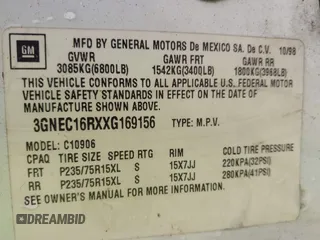 GM
MFD BY GENERAL MOTORS De MEXICO SA. De C.V. 10/98
GVWR GAWR FRT GAWR RR
3085KG(6800LB) 1542KG(3400LB) 1800KG(3968LB)
THIS VEHICLE CONFORMS TO ALL APPLICABLE U.S. FEDERAL MOTOR
VEHICLE SAFETY STANDARDS IN EFFECT ON THE DATE OF
MANUFACTURE SHOWN ABOVE.
3GNEC16RXXG169156 TYPE: M.P.V.
MODEL: C10906
CPAQ TIRE SIZE SPEED RTG RIM COLD TIRE PRESSURE
FRT P235/75R15XL S 15X7JJ 220KPA(32PSI)
RR P235/75R15XL S 15X7JJ 280KPA(41PSI)
SEE OWNER'S MANUAL FOR MORE INFORMATION.
DREAMBID